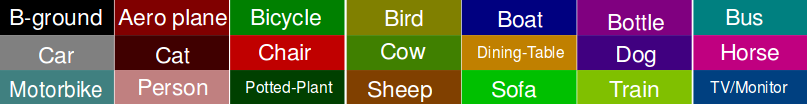 B-ground Aero plane Bicycle Bird Boat Bottle Bus
Car Cat Chair Cow Dining-Table Dog Horse
Motorbike Person Potted-Plant Sheep Sofa Train TV/Monitor